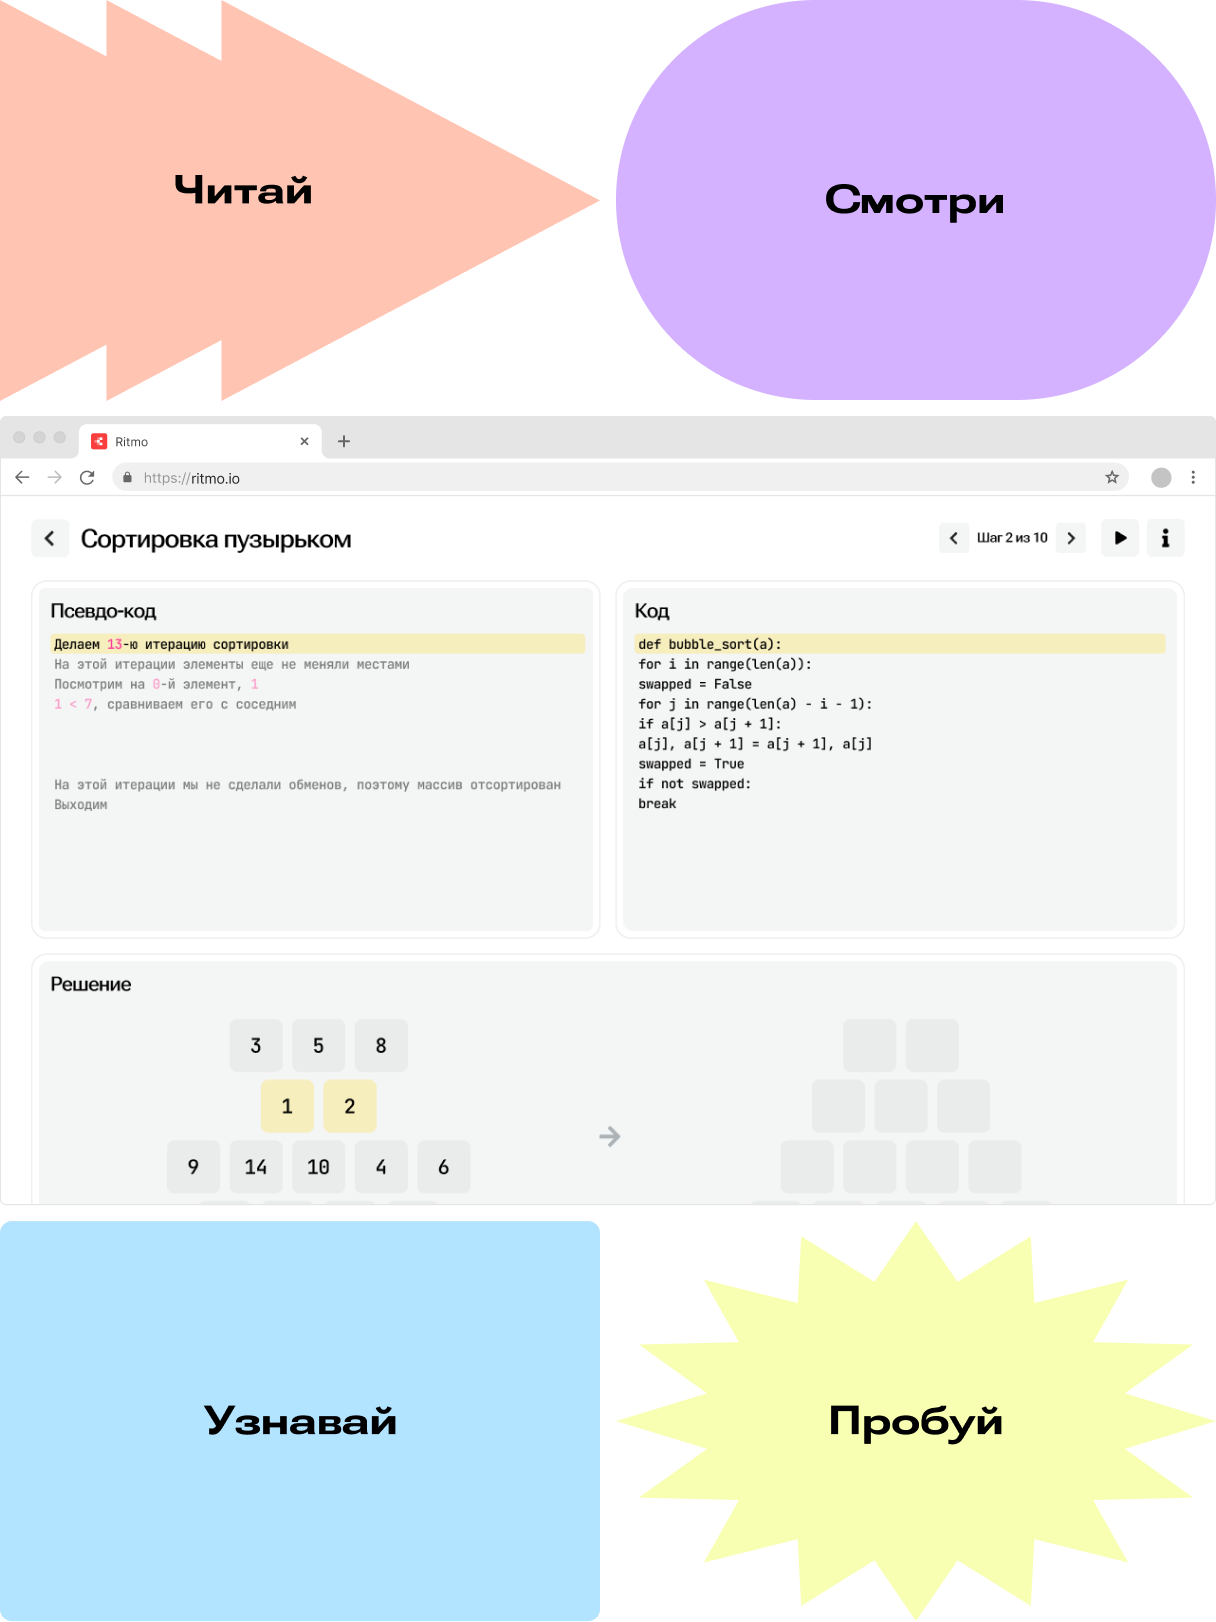 Читай
Смотри
Ritmo
https://ritmo.io
Сортировка пузырьком
Шаг 2 из 10
Псевдо-код
Делаем 13-ю итерацию сортировки
На этой итерации элементы еще не меняли местами
Посмотрим на 0-й элемент, 1
1 < 7, сравниваем его с соседним
На этой итерации мы не сделали обменов, поэтому массив отсортирован
Выходим
Код
def bubble_sort(a):
for i in range(len(a)):
swapped = False
for j in range(len(a) - i - 1):
if a[j] > a[j + 1]:
a[j], a[j + 1] = a[j + 1], a[j]
swapped = True
if not swapped:
break
Решение
3 5 8
1 2
9 14 10 4 6
Узнавай
Пробуй